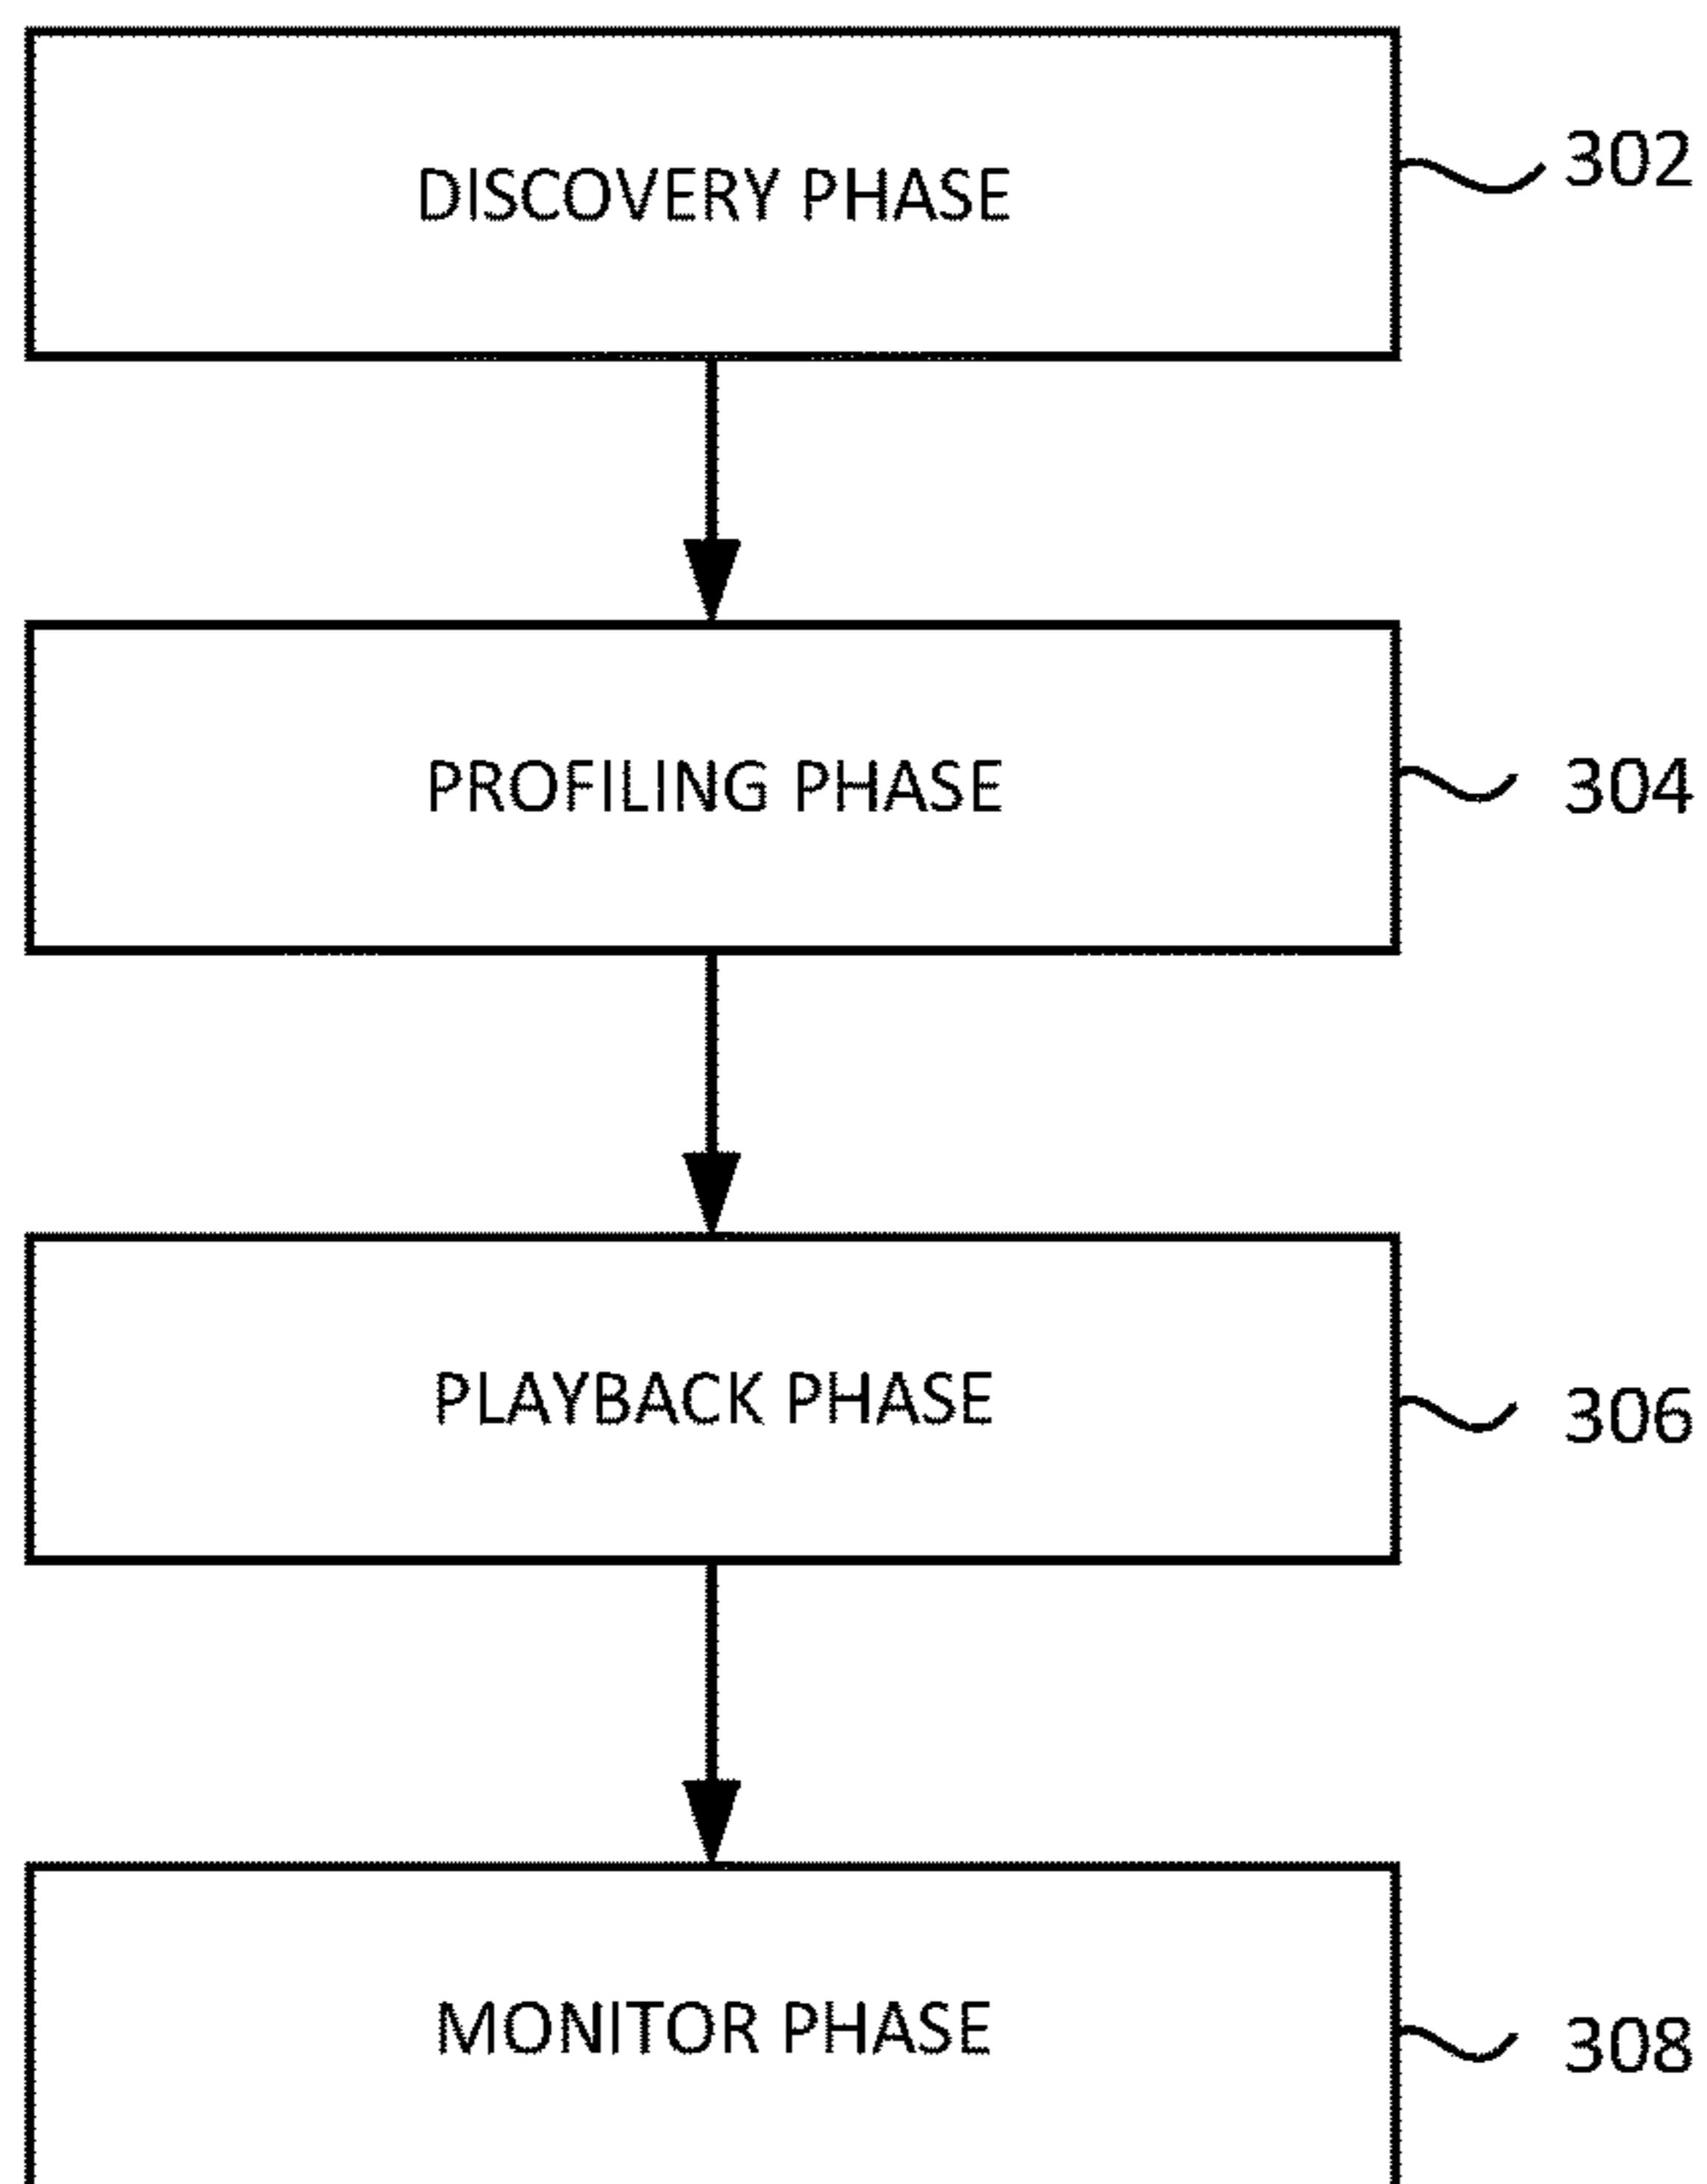 DISCOVERY PHASE
302
PROFILING PHASE
304
PLAYBACK PHASE
306
MONITOR PHASE
308